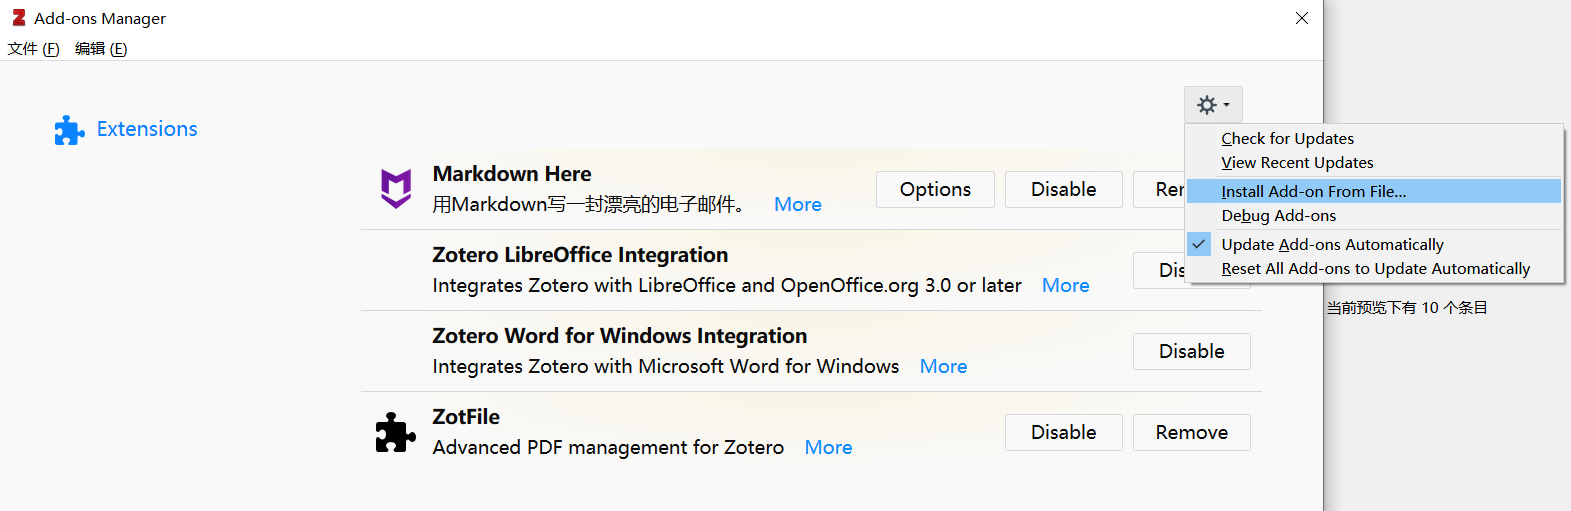 Add-ons Manager
文件 (F) 编辑 (E)
Extensions
Check for Updates
View Recent Updates
Install Add-on From File...
Debug Add-ons
Update Add-ons Automatically
Reset All Add-ons to Update Automatically
Markdown Here
用Markdown写一封漂亮的电子邮件。 More
Options Disable
Zotero LibreOffice Integration
Integrates Zotero with LibreOffice and OpenOffice.org 3.0 or later More
当前预览下有 10 个条目
Zotero Word for Windows Integration
Integrates Zotero with Microsoft Word for Windows More
Disable
ZotFile
Advanced PDF management for Zotero More
Disable Remove